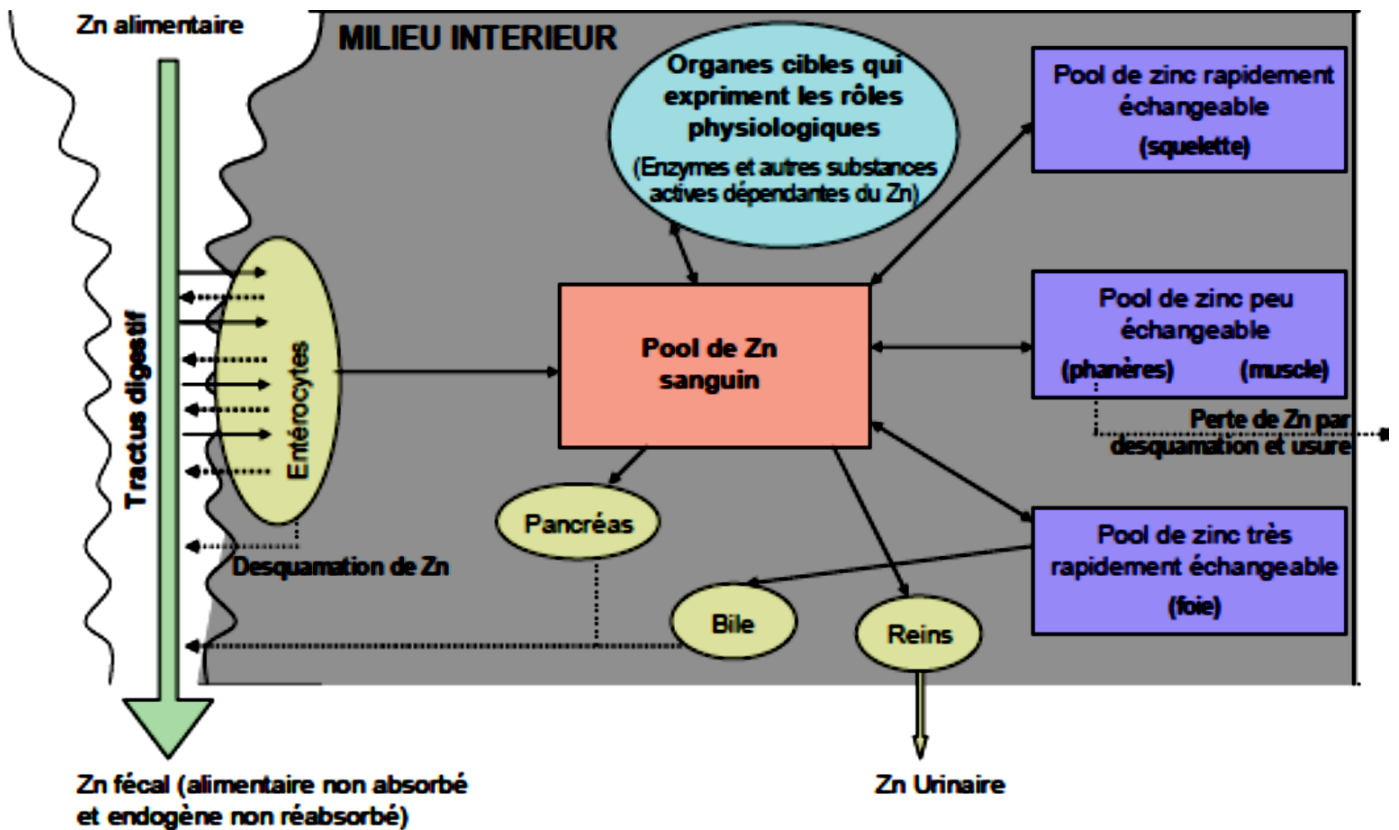 Zn alimentaire
MILIEU INTERIEUR
Organes cibles qui
expriment les rôles
physiologiques
(Enzymes et autres substances
actives dépendantes du Zn)
Pool de zinc rapidement
échangeable
(squelette)
Tractus digestif
Entérocytes
Pool de Zn
sanguin
Pool de zinc peu
échangeable
(phanères) (muscle)
Perte de Zn par
desquamation et usure
Pancréas
Desquamation de Zn
Bile
Reins
Pool de zinc très
rapidement échangeable
(foie)
Zn fécal (alimentaire non absorbé
et endogène non réabsorbé)
Zn Urinaire